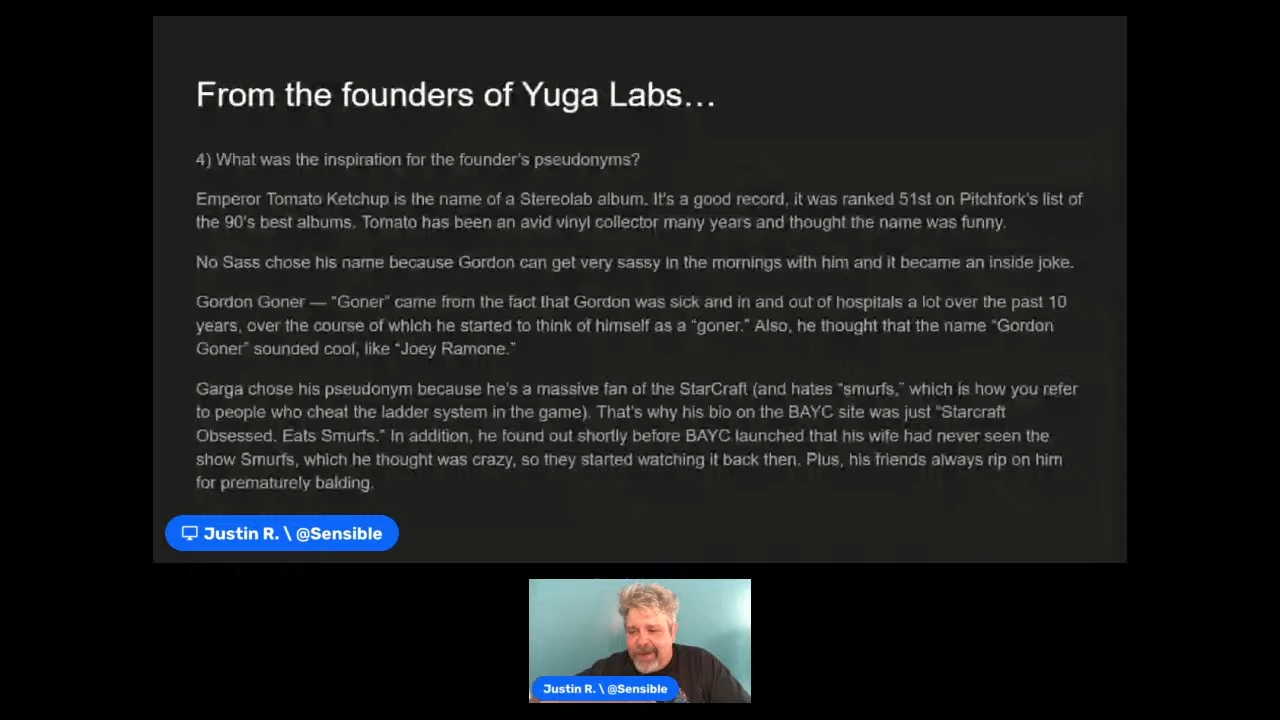 From the founders of Yuga Labs…
4) What was the inspiration for the founder's pseudonyms?
Emperor Tomato Ketchup is the name of a Stereolab album. It's a good record, it was ranked 51st on Pitchfork's list of
the 90's best albums. Tomato has been an avid vinyl collector many years and thought the name was funny.
No Sass chose his name because Gordon can get very sassy in the mornings with him and it became an inside joke.
Gordon Goner — “Goner” came from the fact that Gordon was sick and in and out of hospitals a lot over the past 10
years, over the course of which he started to think of himself as a “goner.” Also, he thought that the name “Gordon
Goner” sounded cool, like “Joey Ramone.”
Garga chose his pseudonym because he's a massive fan of the StarCraft (and hates “smurfs,” which is how you refer
to people who cheat the ladder system in the game). That's why his bio on the BAYC site was just “Starcraft
Obsessed. Eats Smurfs.” In addition, he found out shortly before BAYC launched that his wife had never seen the
show Smurfs, which he thought was crazy, so they started watching it back then. Plus, his friends always rip on him
for prematurely balding.
Justin R. \ @Sensible
Justin R. \ @Sensible